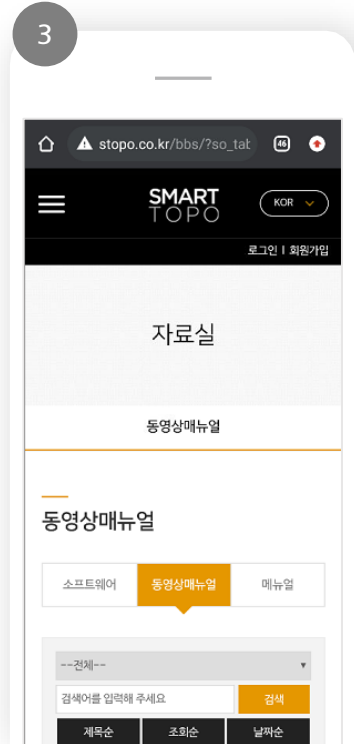 3
stopo.co.kr/bbs/?so_tab 46
SMART
TOPO
KOR
로그인 | 회원가입
자료실
동영상매뉴얼
동영상매뉴얼
소프트웨어 동영상매뉴얼 메뉴얼
--전체--
검색어를 입력해 주세요 검색
제목순 조회순 날짜순